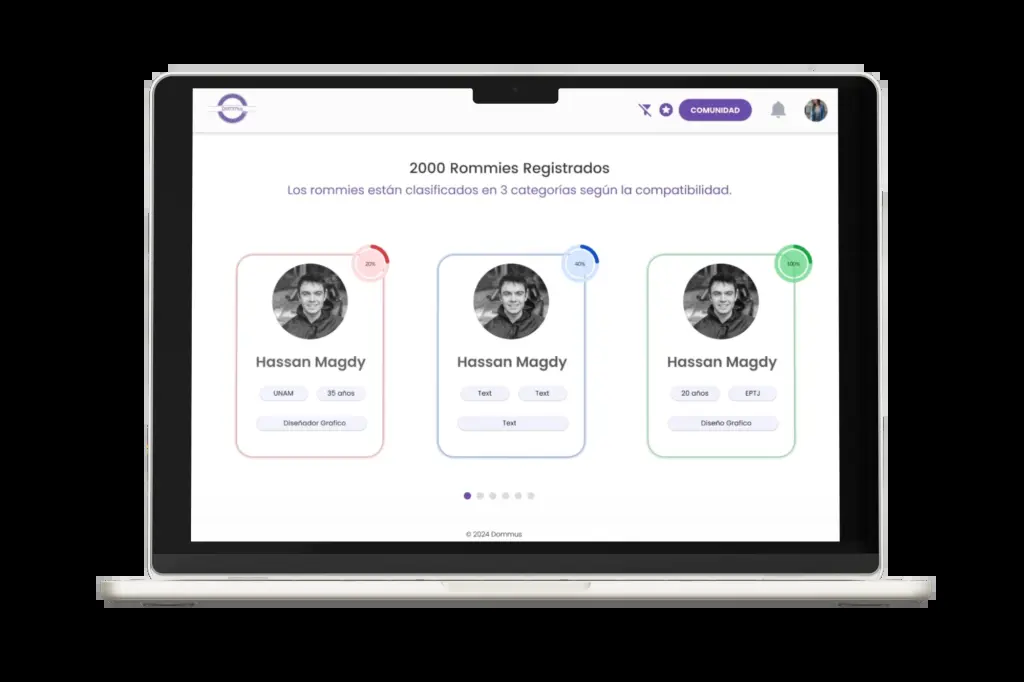 COMUNIDAD
2000 Rommies Registrados
Los rommies están clasificados en 3 categorías según la compatibilidad.
20%
40%
100%
Hassan Magdy
Hassan Magdy
Hassan Magdy
UNAM
35 años
Text
Text
20 años
EPTJ
Diseñador Grafico
Text
Diseño Grafico
© 2024 Dommus